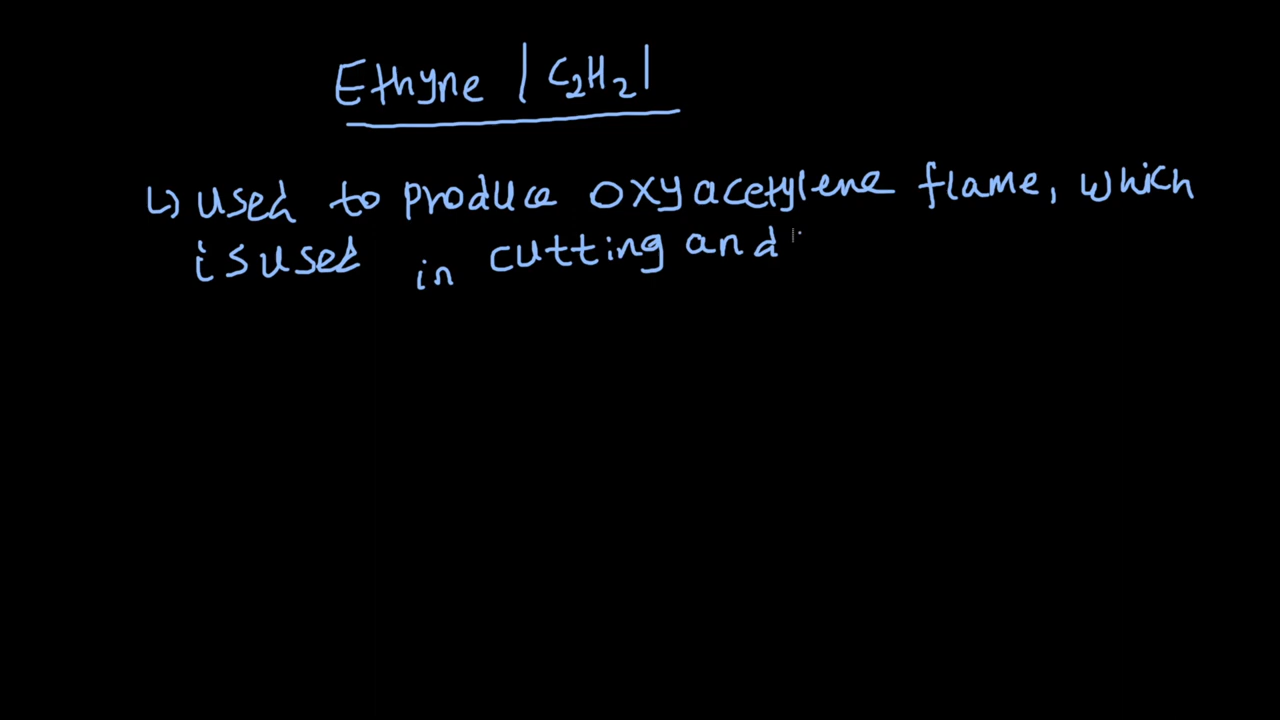 Ethyne | C₂H₂ |
↳ used to produce oxyacetylene flame, which
is used in cutting and